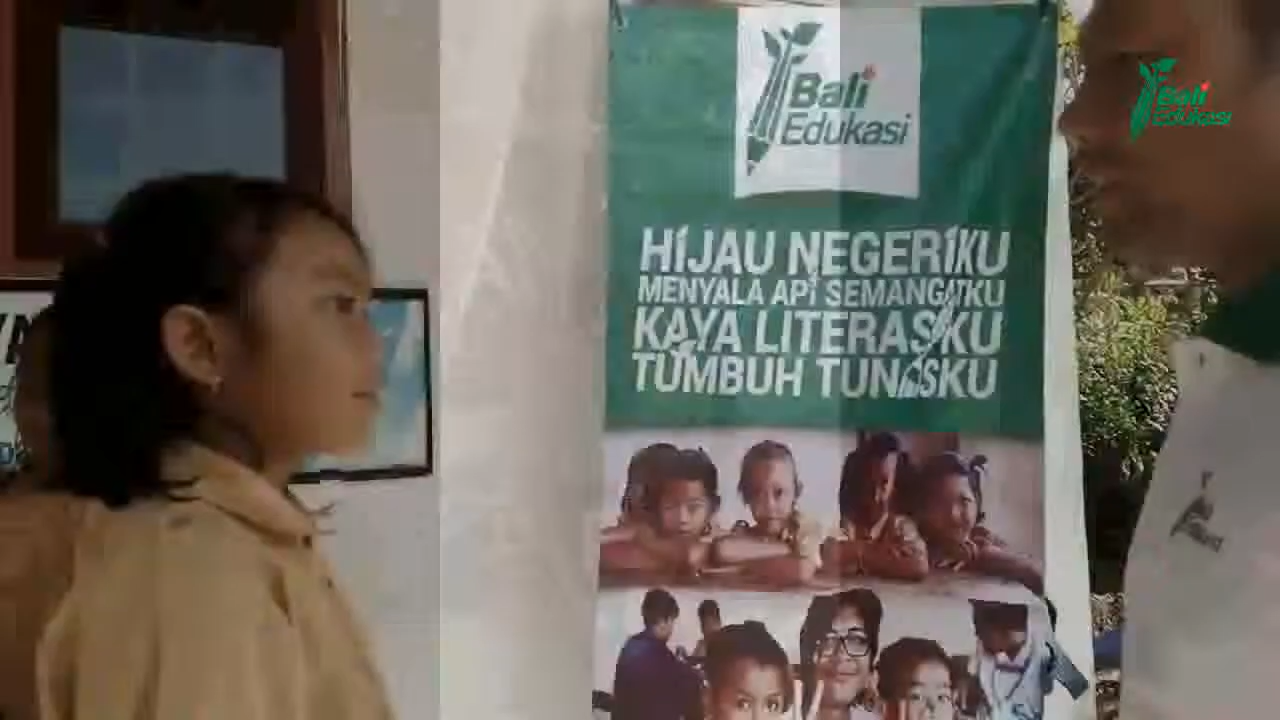 Bali
Edukasi
HIJAU NEGERIKU
MENYALA API SEMANGATKU
KAYA LITERASIKU
TUMBUH TUNASKU
Bali
Edukasi